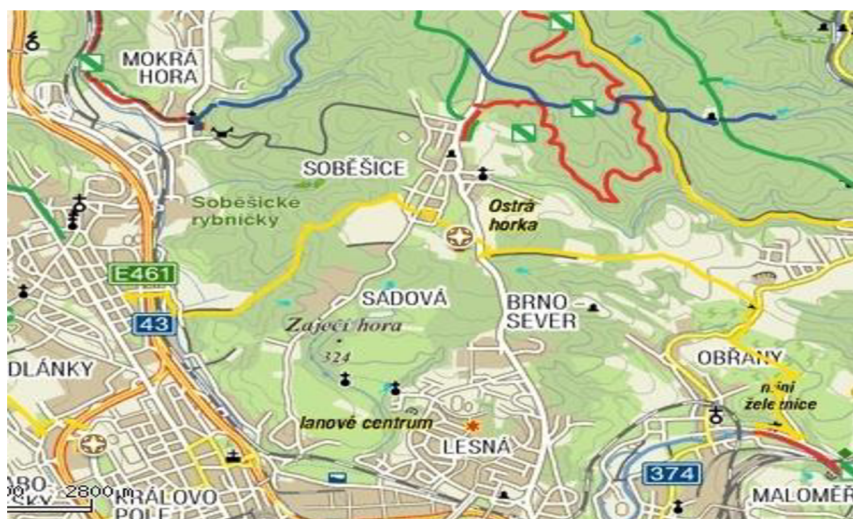 MOKRÁ
HORA
SOBĚŠICE
Soběšické
rybníčky
Ostrá
horka
E461
43
SADOVÁ
BRNO –
SEVER
Zaječí hora
324
OBŘANY
DLÁNKY
mini
železnice
lanové centrum
LESNÁ
374
2800 m
KRÁLOVO
POLE
MALOMĚŘ